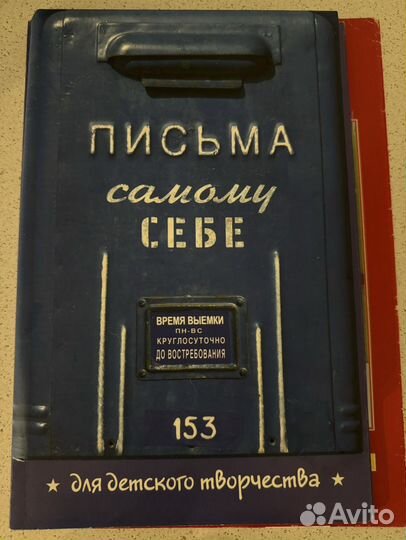 ПИСЬМА
самому
СЕБЕ
ВРЕМЯ ВЫЕМКИ
ПН-ВС
КРУГЛОСУТОЧНО
ДО ВОСТРЕБОВАНИЯ
153
★ для детского творчества ★
Avito